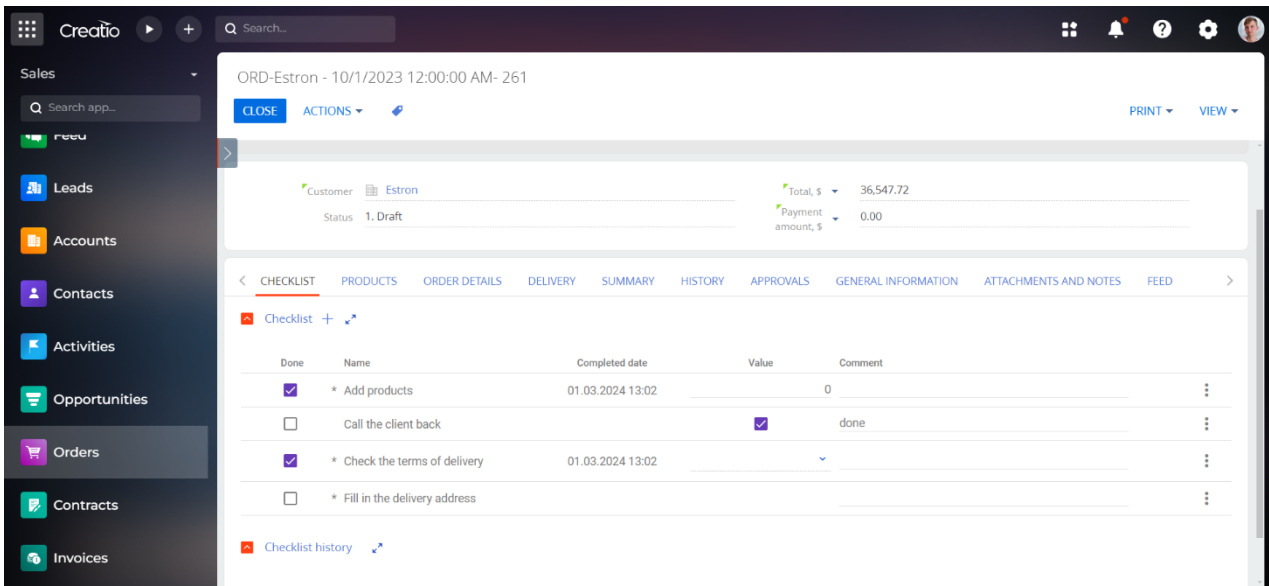 Creatio
Search...
Sales
Search app...
Feed
Leads
Accounts
Contacts
Activities
Opportunities
Orders
Contracts
Invoices
ORD-Estron - 10/1/2023 12:00:00 AM- 261
CLOSE ACTIONS PRINT VIEW
Customer Estron Total, $ 36,547.72
Status 1. Draft Payment amount, $ 0.00
CHECKLIST PRODUCTS ORDER DETAILS DELIVERY SUMMARY HISTORY APPROVALS GENERAL INFORMATION ATTACHMENTS AND NOTES FEED
Checklist
Done Name Completed date Value Comment
* Add products 01.03.2024 13:02 0
Call the client back done
* Check the terms of delivery 01.03.2024 13:02
* Fill in the delivery address
Checklist history